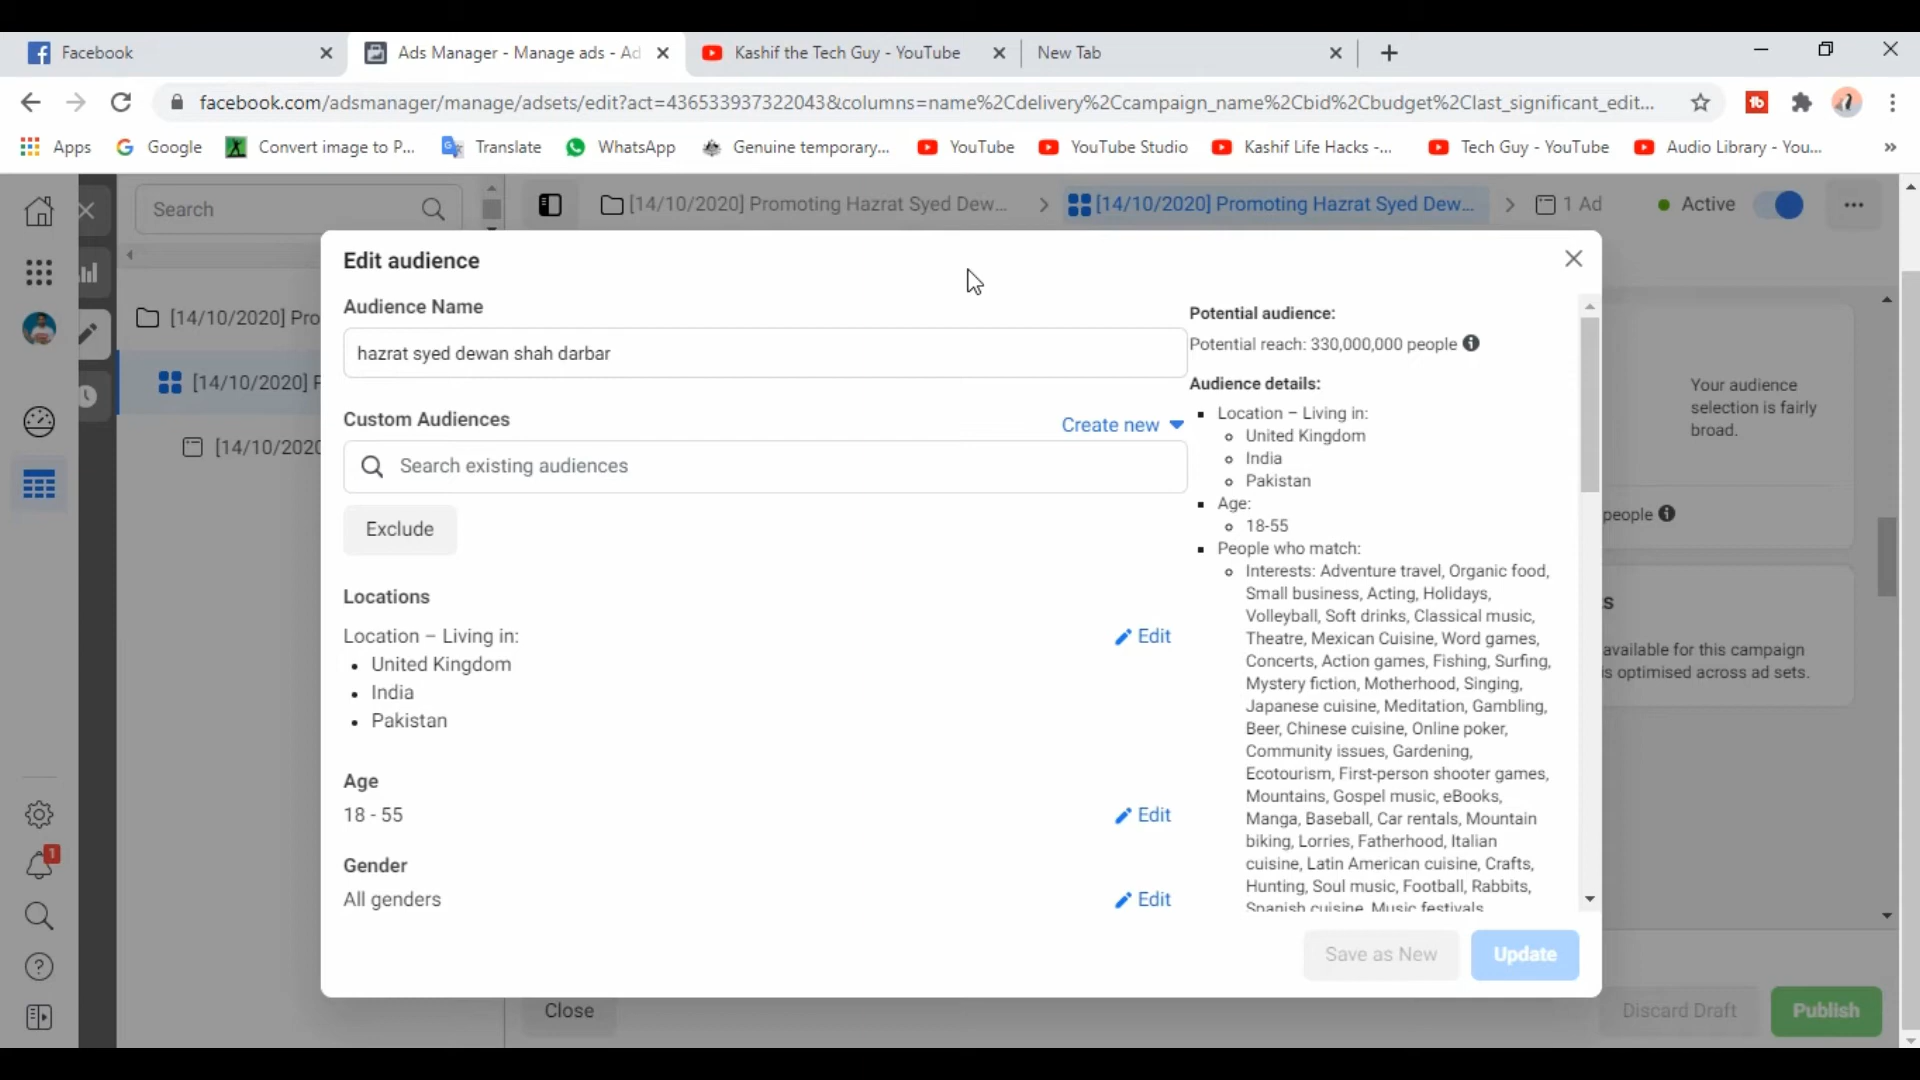 Facebook
Ads Manager - Manage ads - Ad
Kashif the Tech Guy - YouTube
New Tab
facebook.com/adsmanager/manage/adsets/edit?act=436533937322043&columns=name%2Cdelivery%2Ccampaign_name%2Cbid%2Cbudget%2Clast_significant_edit...
Apps
Google
Convert image to P...
Translate
WhatsApp
Genuine temporary...
YouTube
YouTube Studio
Kashif Life Hacks -...
Tech Guy - YouTube
Audio Library - You...
Search
[14/10/2020] Promoting Hazrat Syed Dew...
[14/10/2020] Promoting Hazrat Syed Dew...
1 Ad
Active
[14/10/2020] Pro
[14/10/2020] P
[14/10/2020
1
Edit audience
Audience Name
hazrat syed dewan shah darbar
Custom Audiences
Create new
Search existing audiences
Exclude
Locations
Location – Living in:
Edit
United Kingdom
India
Pakistan
Age
18 - 55
Edit
Gender
All genders
Edit
Potential audience:
Potential reach: 330,000,000 people
Audience details:
Location – Living in:
United Kingdom
India
Pakistan
Age:
18-55
People who match:
Interests: Adventure travel, Organic food,
Small business, Acting, Holidays,
Volleyball, Soft drinks, Classical music,
Theatre, Mexican Cuisine, Word games,
Concerts, Action games, Fishing, Surfing,
Mystery fiction, Motherhood, Singing,
Japanese cuisine, Meditation, Gambling,
Beer, Chinese cuisine, Online poker,
Community issues, Gardening,
Ecotourism, First-person shooter games,
Mountains, Gospel music, eBooks,
Manga, Baseball, Car rentals, Mountain
biking, Lorries, Fatherhood, Italian
cuisine, Latin American cuisine, Crafts,
Hunting, Soul music, Football, Rabbits,
Spanish cuisine, Music festivals,
Save as New
Update
Your audience
selection is fairly
broad.
people
s
available for this campaign
is optimised across ad sets.
Close
Discard Draft
Publish